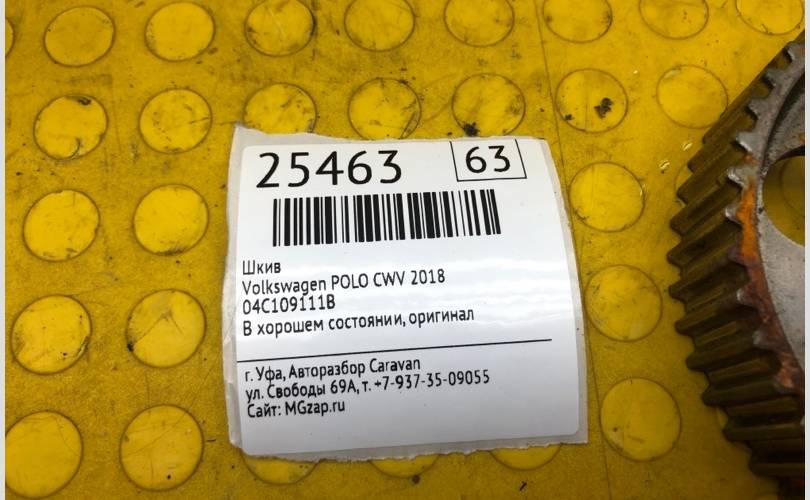 25463 63
Шкив
Volkswagen POLO CWV 2018
04C109111B
В хорошем состоянии, оригинал
г. Уфа, Авторазбор Caravan
ул. Свободы 69А, т. +7-937-35-09055
Сайт: MGzap.ru